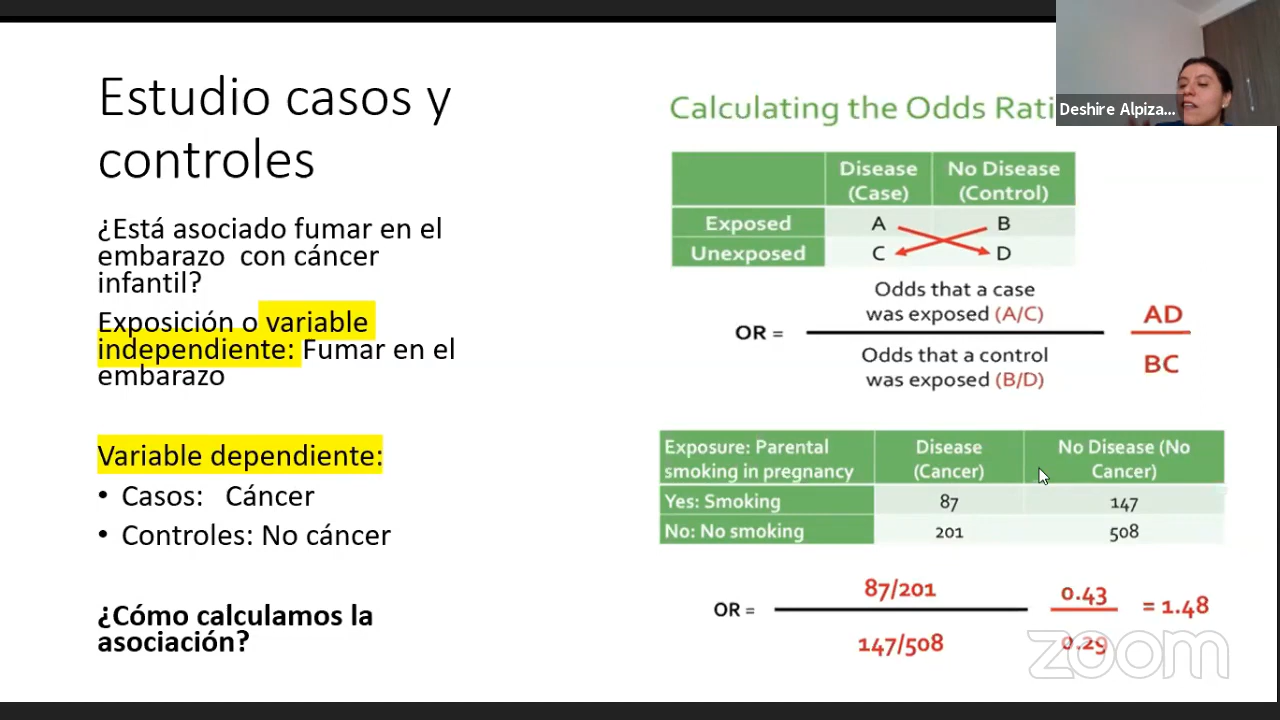 Estudio casos y
controles
¿Está asociado fumar en el
embarazo con cáncer
infantil?
Exposición o variable
independiente: Fumar en el
embarazo
Variable dependiente:
• Casos: Cáncer
• Controles: No cáncer
¿Cómo calculamos la
asociación?
Deshire Alpiza...
Calculating the Odds Rati
Disease (Case) No Disease (Control)
Exposed A B
Unexposed C D
Odds that a case
was exposed (A/C)
OR =
Odds that a control
was exposed (B/D)
AD
BC
Exposure: Parental smoking in pregnancy Disease (Cancer) No Disease (No Cancer)
Yes: Smoking 87 147
No: No smoking 201 508
87/201 0.43
OR = = 1.48
147/508 0.29
zoom